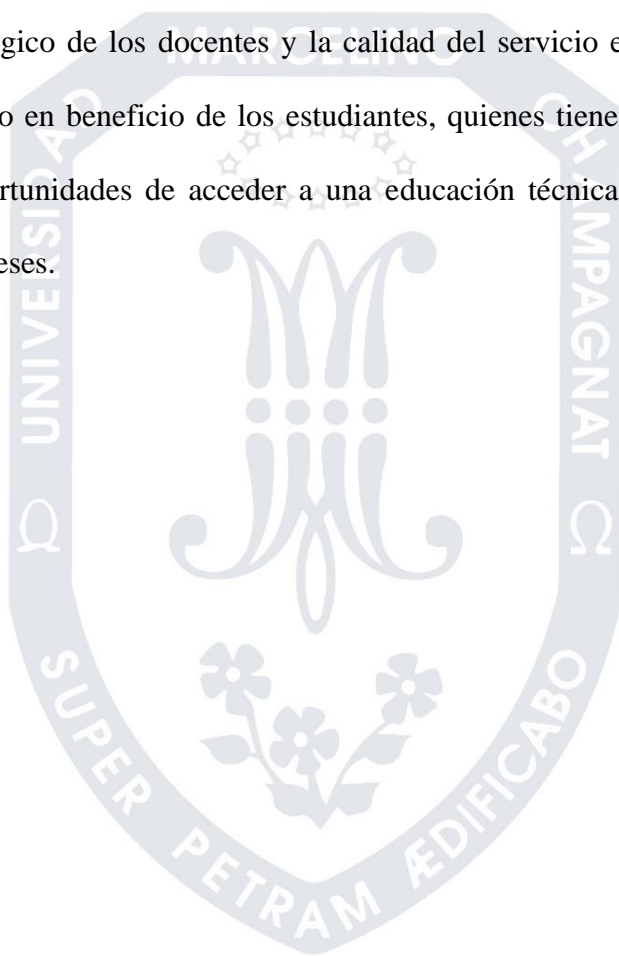 gico de los docentes y la calidad del servicio e
o en beneficio de los estudiantes, quienes tiene
rtunidades de acceder a una educación técnica
eses.
UNIVERSIDAD
MARCELINO
CHAMPAGNAT
Ω
Ω
SUPER PETRAM ÆDIFICABO